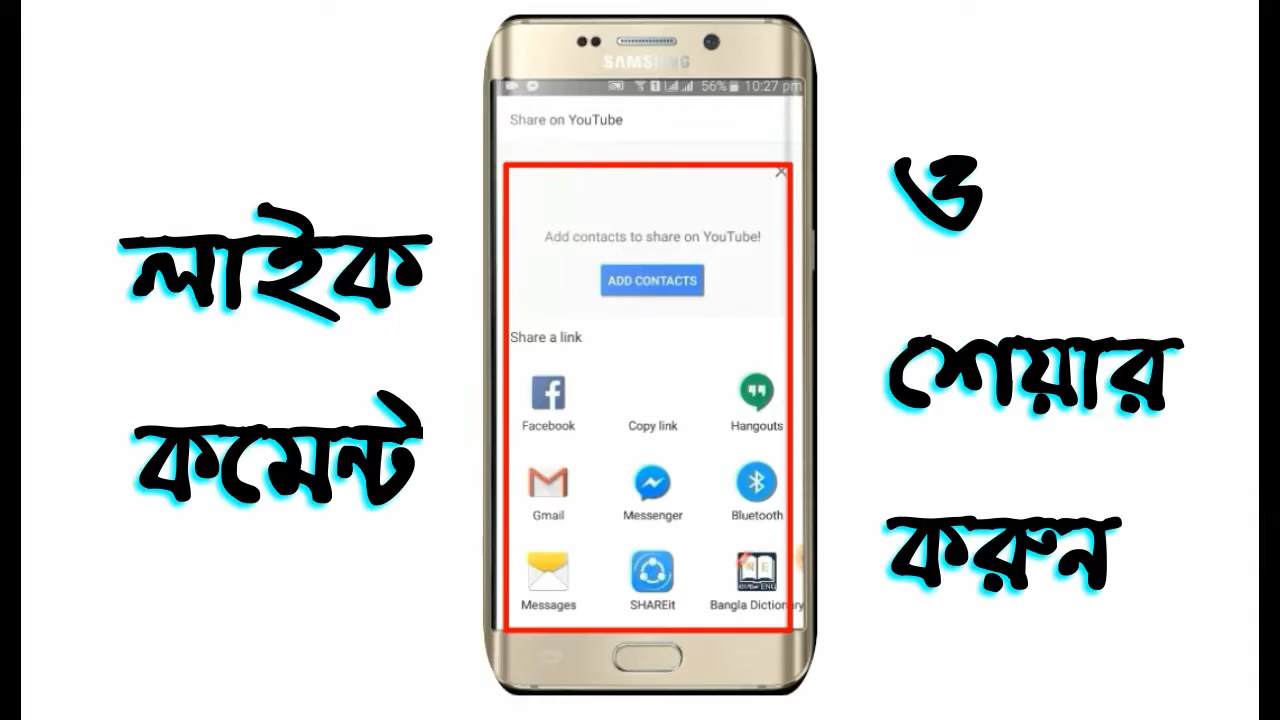 লাইক
কমেন্ট
SAMSUNG
56% 10:27 pm
Share on YouTube
Add contacts to share on YouTube!
ADD CONTACTS
Share a link
Facebook Copy link Hangouts
Gmail Messenger Bluetooth
Messages SHAREit Bangla Dictionary
ও
শেয়ার
করুন